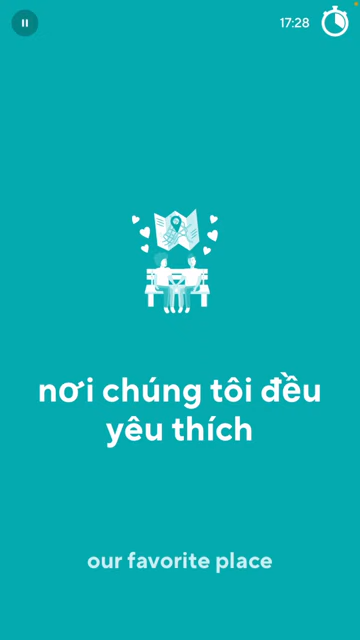 17:28
nơi chúng tôi đều
yêu thích
our favorite place